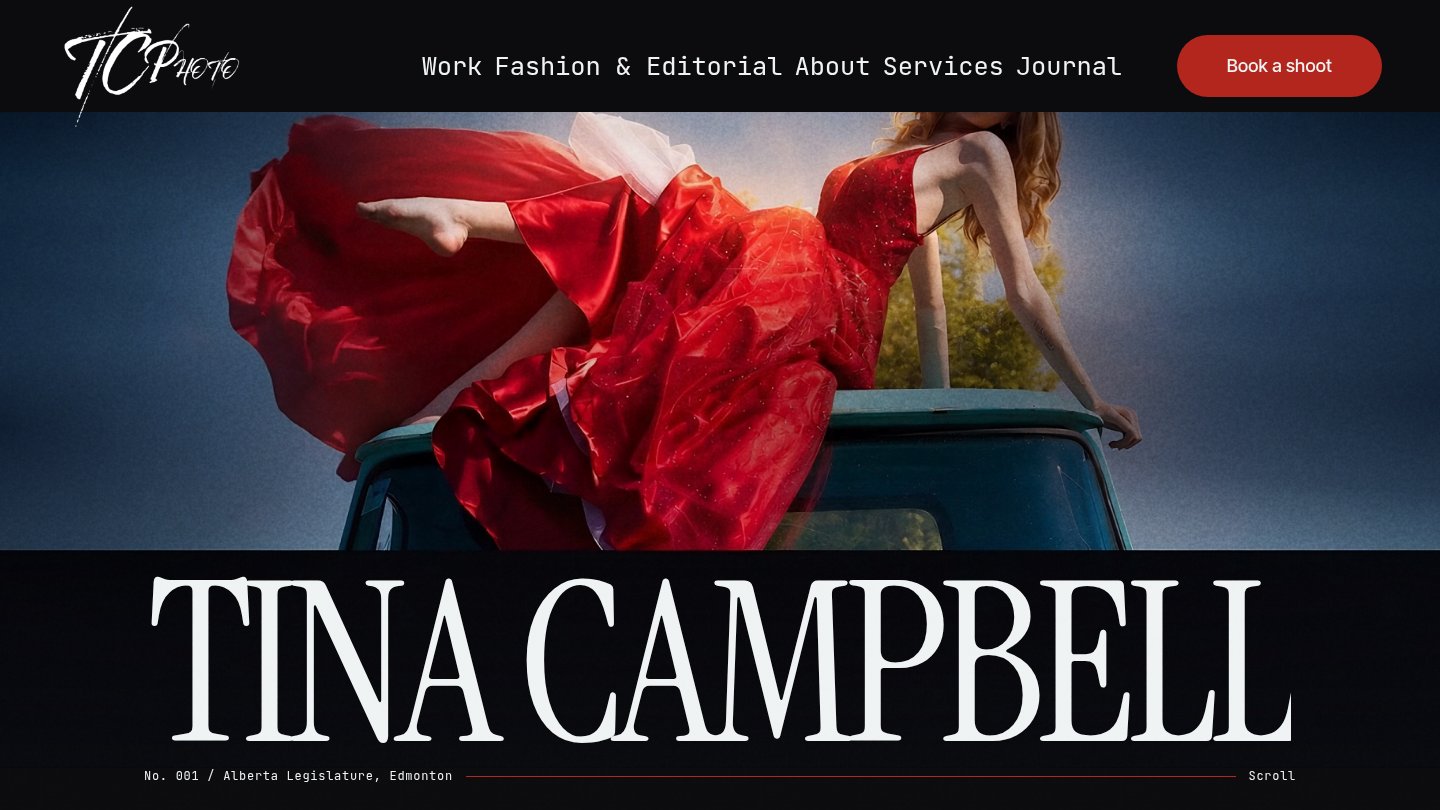 TCPHOTO
Work Fashion & Editorial About Services Journal
Book a shoot
TINA CAMPBELL
No. 001 / Alberta Legislature, Edmonton
Scroll